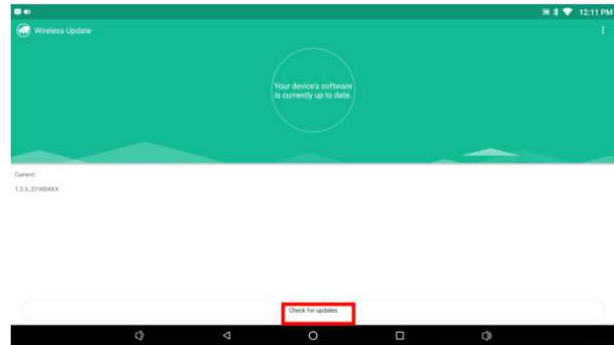 12:11 PM
Wireless Update
Your device's software
is currently up to date.
Current:
Check for updates